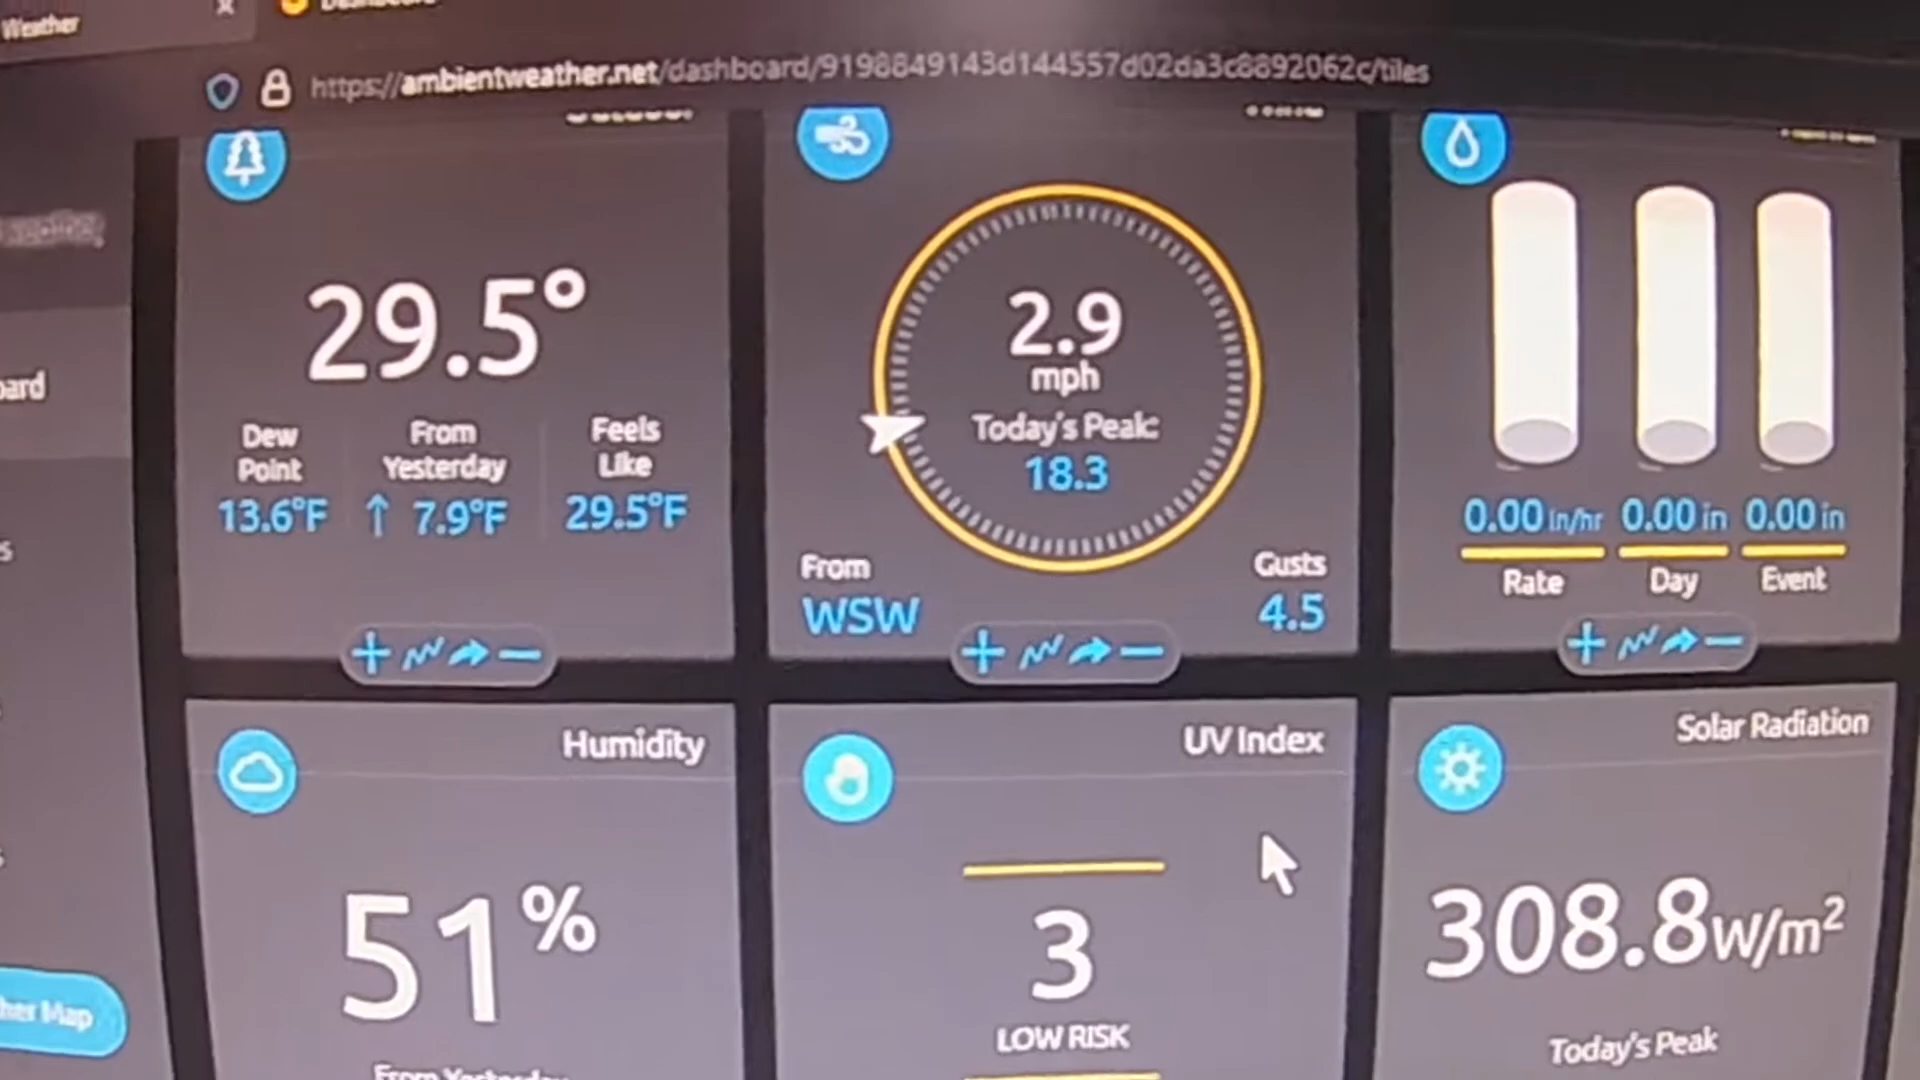 Weather
https://ambientweather.net/dashboard/9198849143d144557d02da3c8892062c/tiles
29.5°
Dew Point
13.6°F
From Yesterday
↑ 7.9°F
Feels Like
29.5°F
2.9
mph
Today's Peak:
18.3
From
WSW
Gusts
4.5
0.00 in/hr
Rate
0.00 in
Day
0.00 in
Event
Humidity
51%
From Yesterday
UV Index
3
LOW RISK
Solar Radiation
308.8 w/m²
Today's Peak
Map